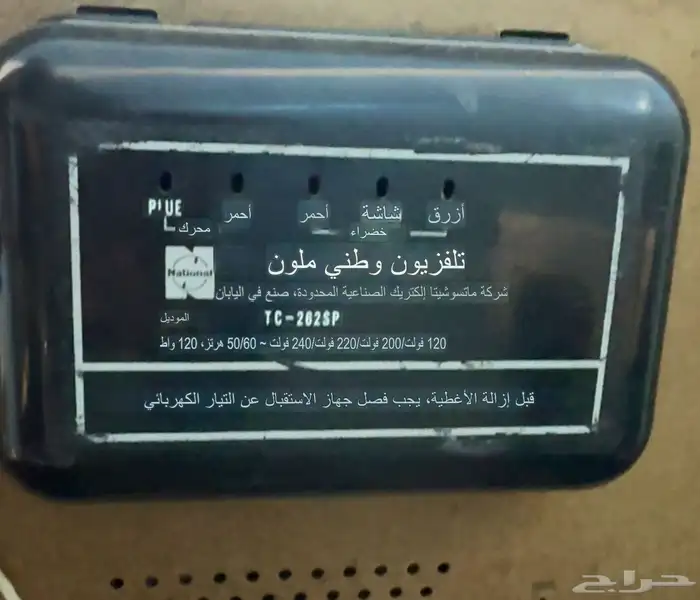 PLUE أحمر أحمر شاشة أزرق
محرك خضراء
تلفزيون وطني ملون
National
شركة ماتسوشيتا إلكتريك الصناعية المحدودة، صنع في اليابان
الموديل TC-202SP
120 فولت/200 فولت/220 فولت/240 فولت ~ 50/60 هرتز، 120 واط
قبل إزالة الأغطية، يجب فصل جهاز الاستقبال عن التيار الكهربائي
حراج